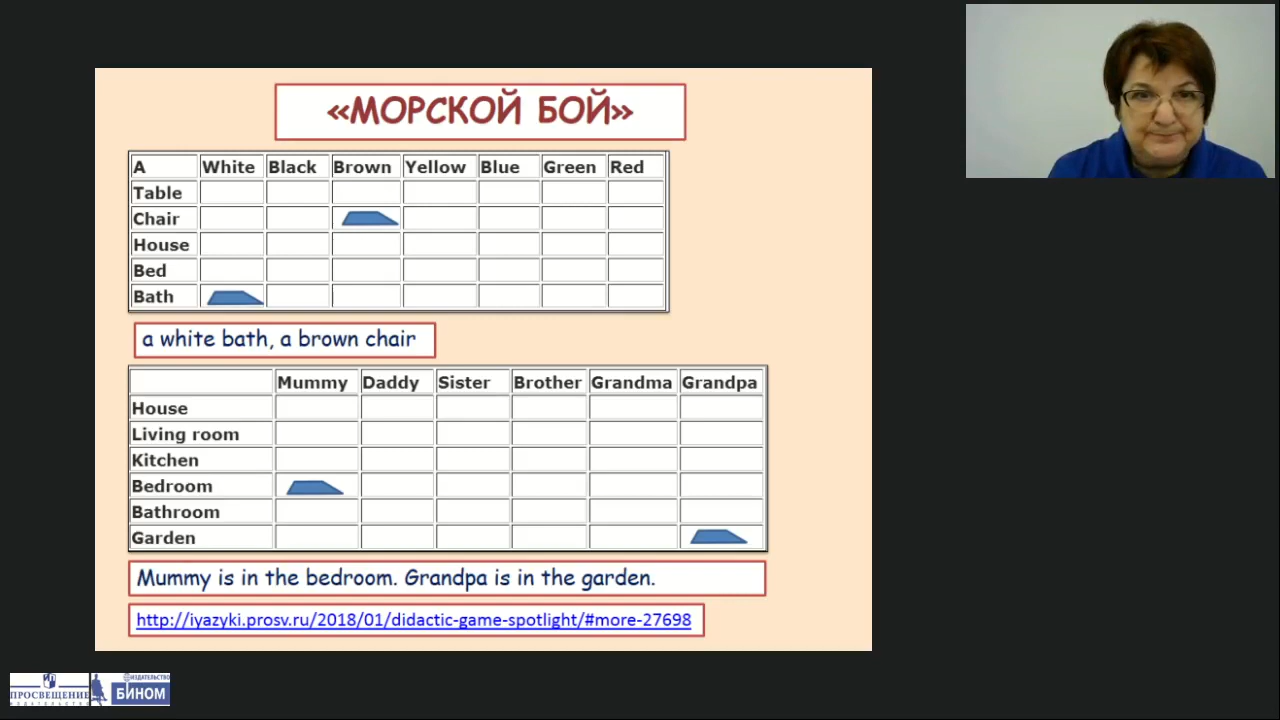 «МОРСКОЙ БОЙ»
A White Black Brown Yellow Blue Green Red
Table
Chair
House
Bed
Bath
a white bath, a brown chair
Mummy Daddy Sister Brother Grandma Grandpa
House
Living room
Kitchen
Bedroom
Bathroom
Garden
Mummy is in the bedroom. Grandpa is in the garden.
http://iyazyki.prosv.ru/2018/01/didactic-game-spotlight/#more-27698
ПРОСВЕЩЕНИЕ
ИЗДАТЕЛЬСТВО
ИЗДАТЕЛЬСТВО
БИНОМ